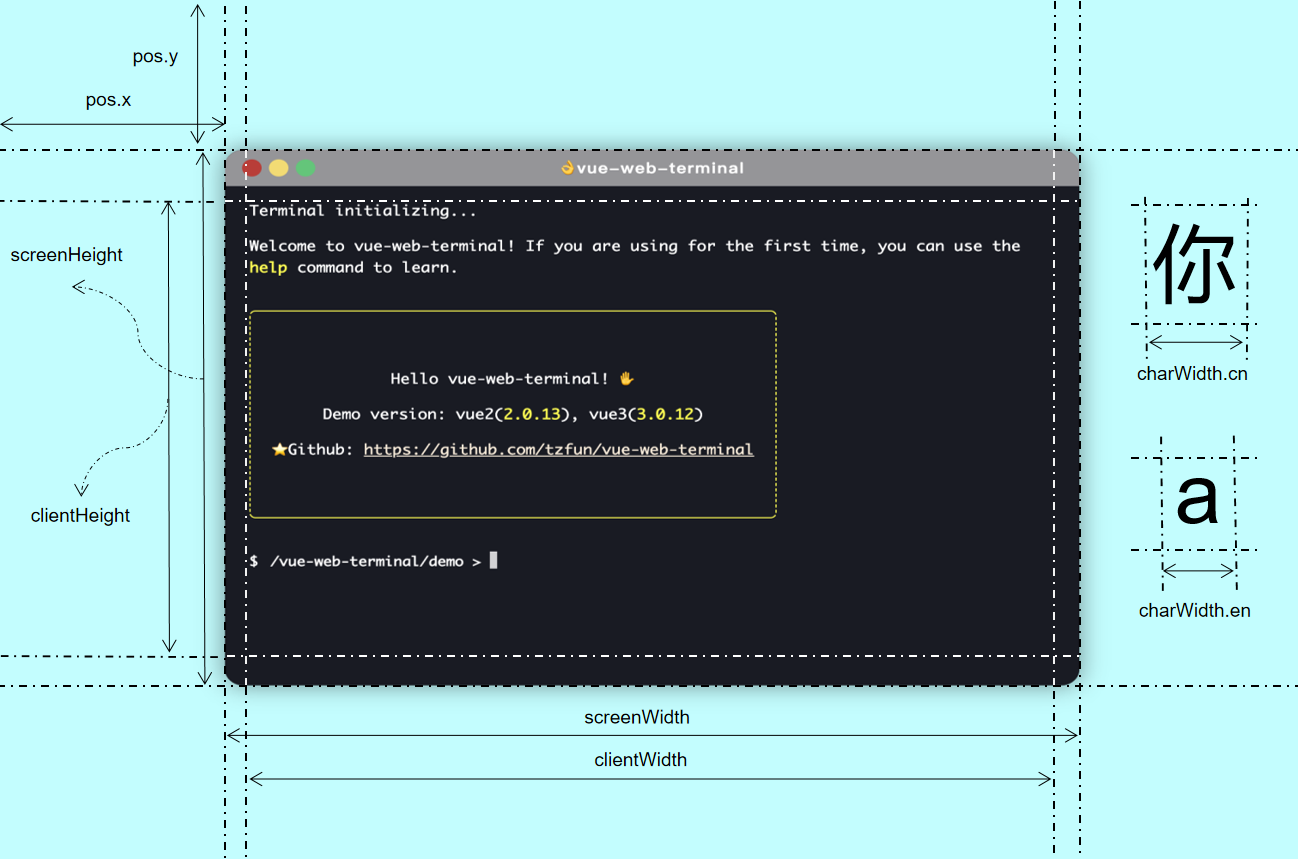 pos.y
pos.x
👌vue-web-terminal
Terminal initializing...
Welcome to vue-web-terminal! If you are using for the first time, you can use the
help command to learn.
screenHeight
Hello vue-web-terminal! 🖐
Demo version: vue2(2.0.13), vue3(3.0.12)
⭐Github: https://github.com/tzfun/vue-web-terminal
clientHeight
$ /vue-web-terminal/demo >
你
charWidth.cn
a
charWidth.en
screenWidth
clientWidth